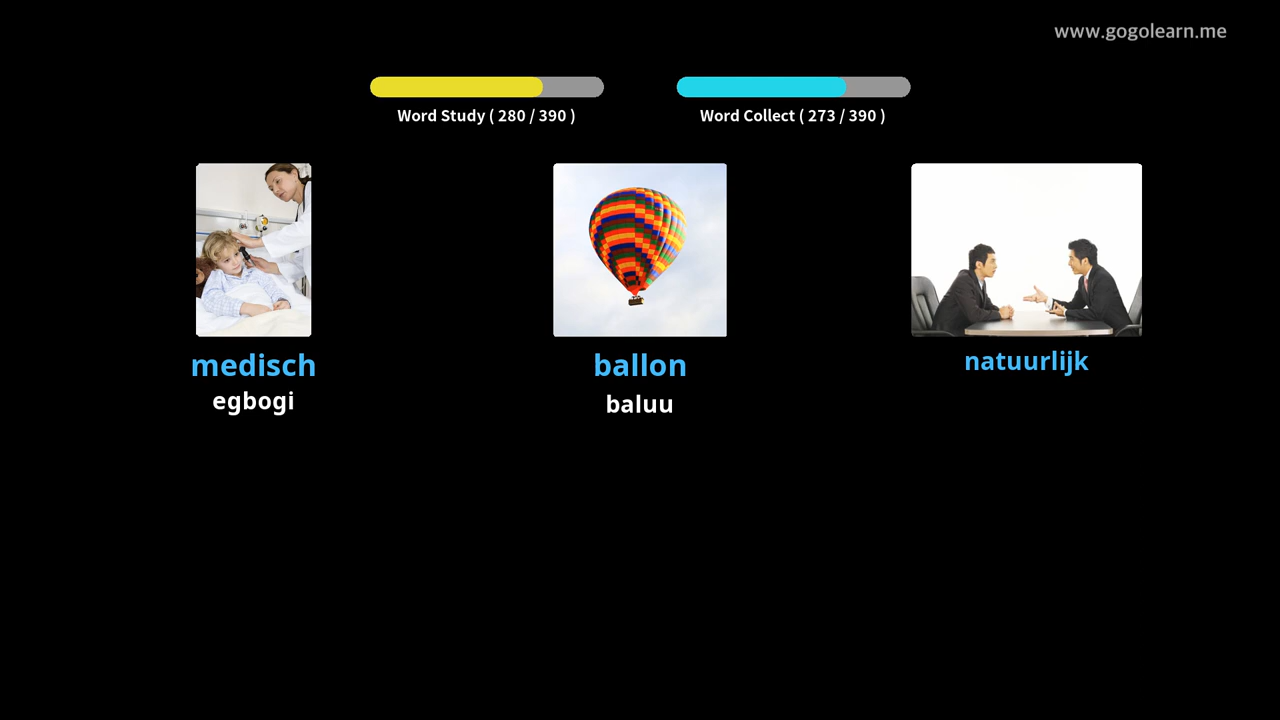 www.gogolearn.me
Word Study ( 280 / 390 )
Word Collect ( 273 / 390 )
medisch
egbogi
ballon
baluu
natuurlijk